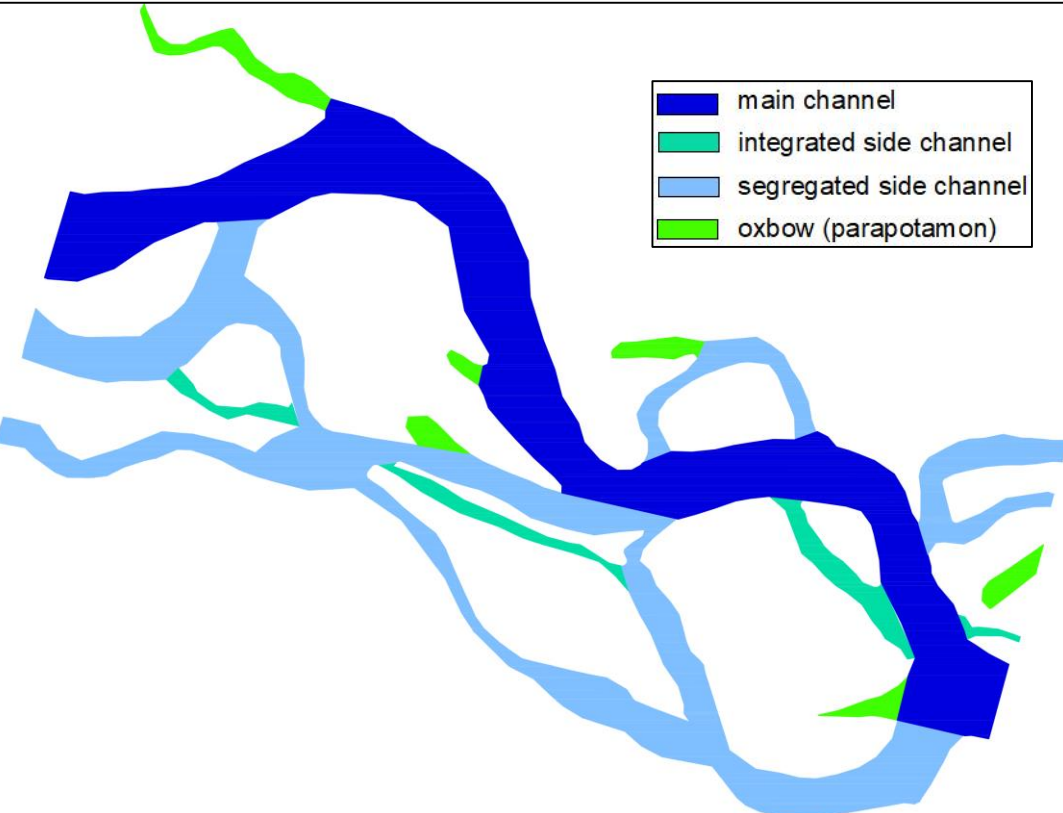 main channel
integrated side channel
segregated side channel
oxbow (parapotamon)